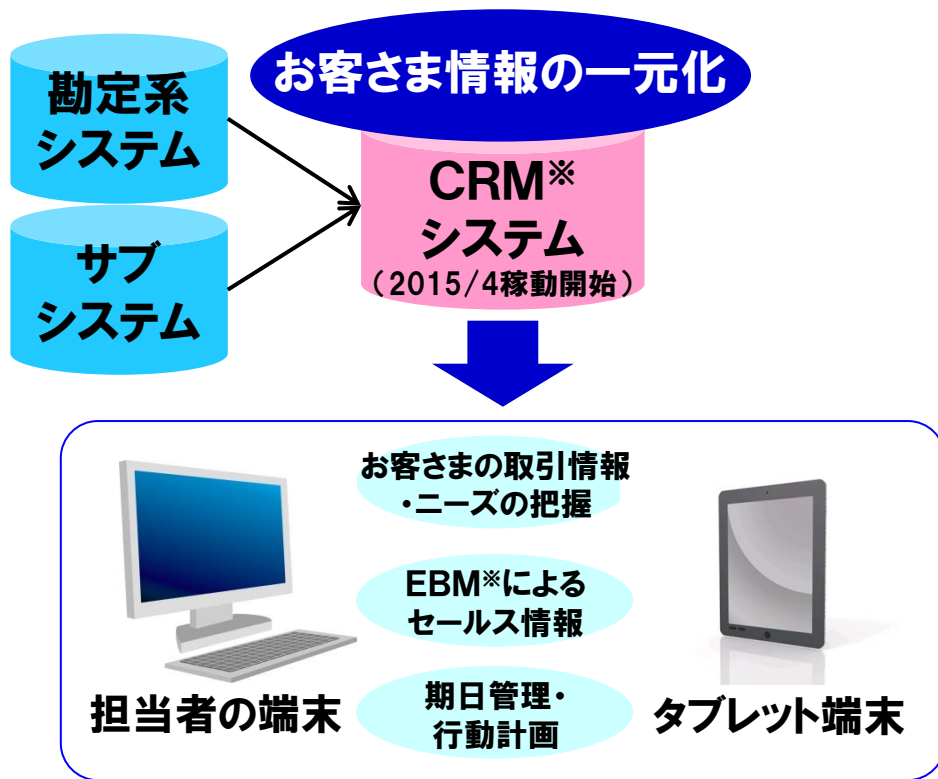 お客さま情報の一元化
勘定系
システム
サブ
システム
CRM※
システム
(2015/4稼動開始)
お客さまの取引情報
・ニーズの把握
EBM※による
セールス情報
期日管理・
行動計画
担当者の端末
タブレット端末